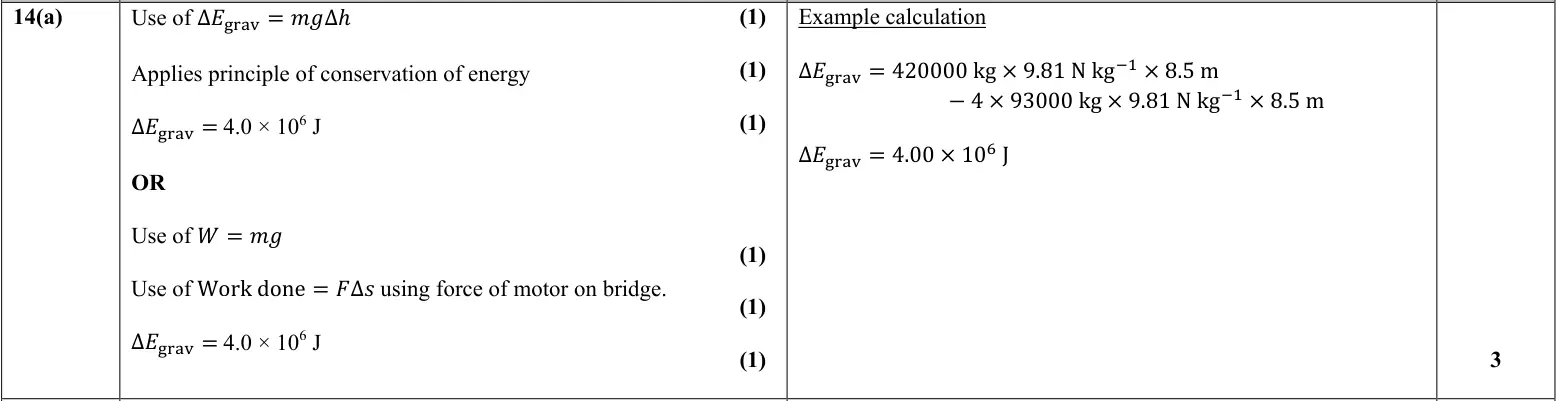 14(a)
Use of ΔE_grav = mgΔh (1)
Applies principle of conservation of energy (1)
ΔE_grav = 4.0 × 10⁶ J (1)
OR
Use of W = mg
(1)
Use of Work done = FΔs using force of motor on bridge.
(1)
ΔE_grav = 4.0 × 10⁶ J
(1)
Example calculation
ΔE_grav = 420000 kg × 9.81 N kg⁻¹ × 8.5 m
− 4 × 93000 kg × 9.81 N kg⁻¹ × 8.5 m
ΔE_grav = 4.00 × 10⁶ J
3